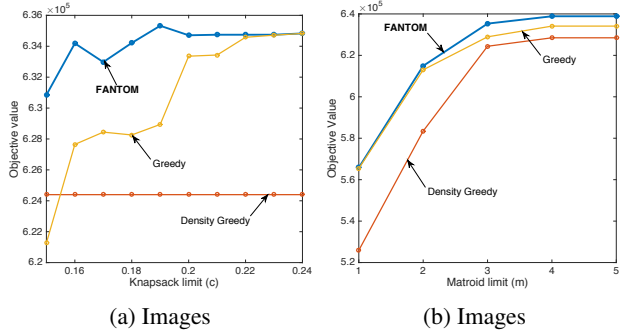 ×10⁵
6.36
6.34
6.32
6.3
6.28
6.26
6.24
6.22
6.2
Objective value
FANTOM
Greedy
Density Greedy
0.16 0.18 0.2 0.22 0.24
Knapsack limit (c)
(a) Images
×10⁵
6.4
6.2
6
5.8
5.6
5.4
5.2
Objective Value
FANTOM
Greedy
Density Greedy
1 2 3 4 5
Matroid limit (m)
(b) Images